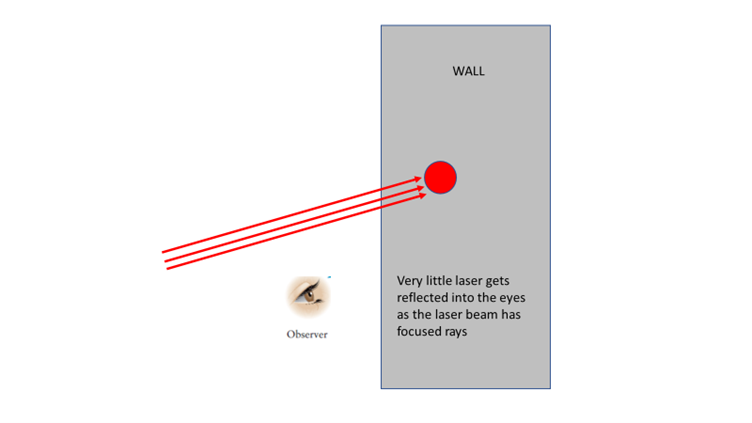 WALL
Very little laser gets
reflected into the eyes
as the laser beam has
focused rays
Observer